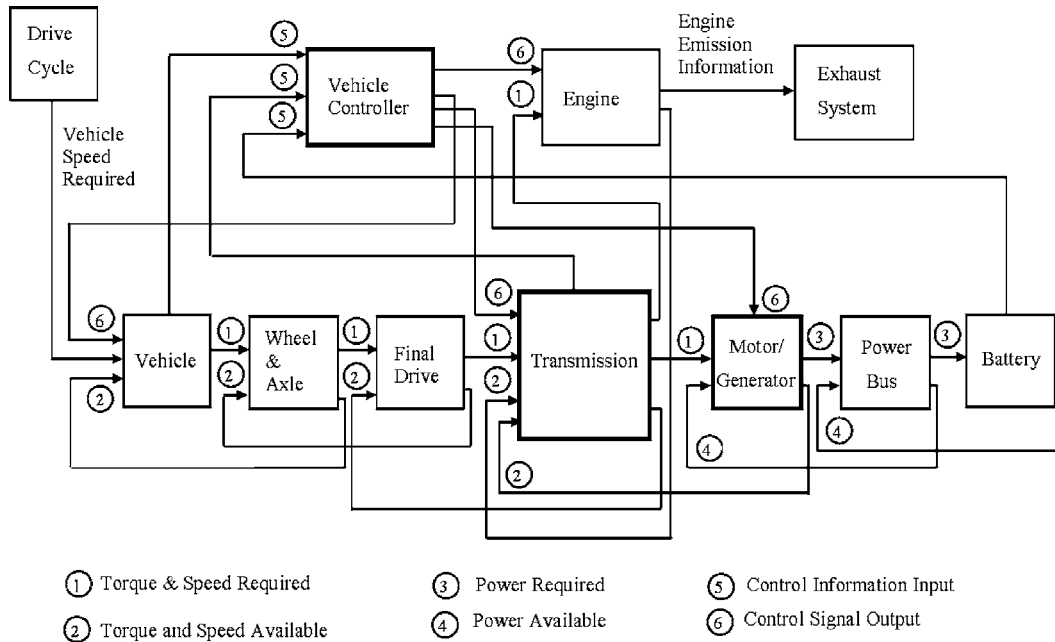 Drive
Cycle
Vehicle
Speed
Required
5
5
5
Vehicle
Controller
6
1
Engine
Engine
Emission
Information
Exhaust
System
6
2
Vehicle
1
2
Wheel
&
Axle
1
2
Final
Drive
6
1
2
2
Transmission
1
6
Motor/
Generator
3
4
Power
Bus
3
4
Battery
1 Torque & Speed Required
2 Torque and Speed Available
3 Power Required
4 Power Available
5 Control Information Input
6 Control Signal Output